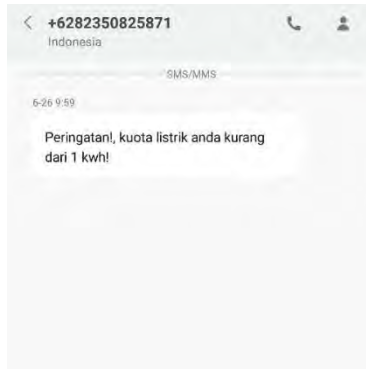 +6282350825871
Indonesia
SMS/MMS
6-26 9:59
Peringatan!, kuota listrik anda kurang
dari 1 kwh!